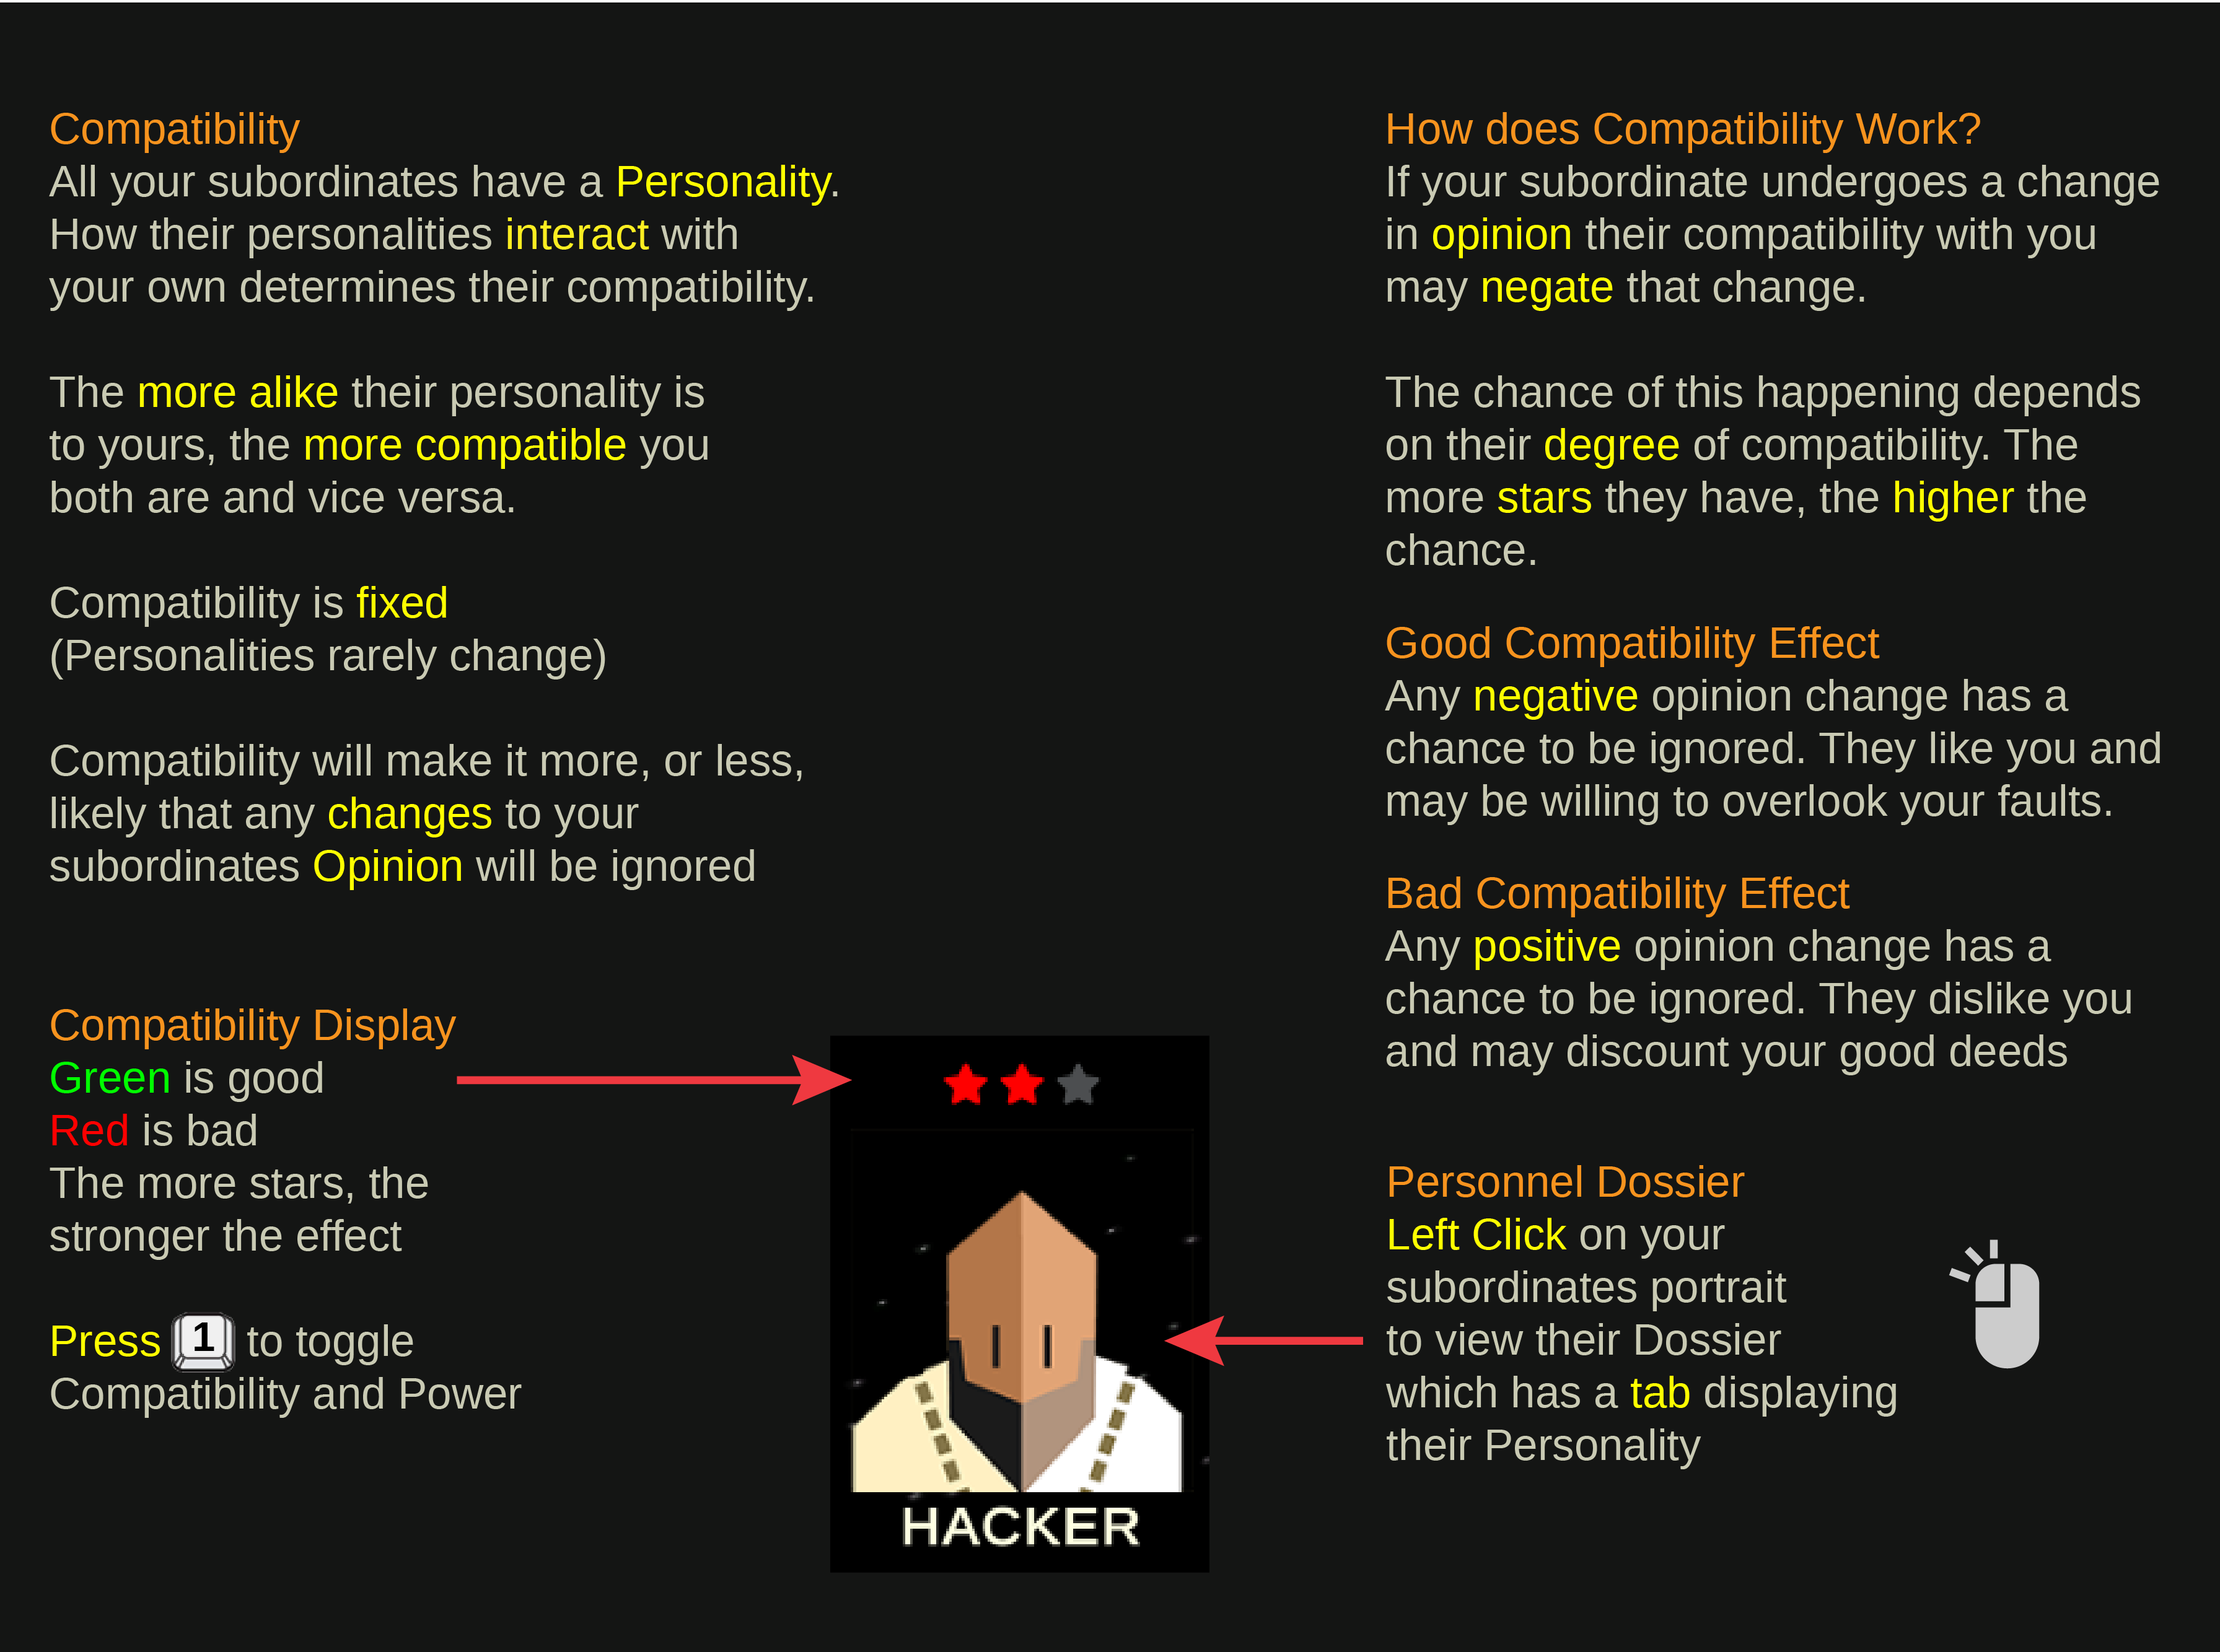 Compatibility
All your subordinates have a Personality.
How their personalities interact with
your own determines their compatibility.
The more alike their personality is
to yours, the more compatible you
both are and vice versa.
Compatibility is fixed
(Personalities rarely change)
Compatibility will make it more, or less,
likely that any changes to your
subordinates Opinion will be ignored
Compatibility Display
Green is good
Red is bad
The more stars, the
stronger the effect
Press 1 to toggle
Compatibility and Power
HACKER
How does Compatibility Work?
If your subordinate undergoes a change
in opinion their compatibility with you
may negate that change.
The chance of this happening depends
on their degree of compatibility. The
more stars they have, the higher the
chance.
Good Compatibility Effect
Any negative opinion change has a
chance to be ignored. They like you and
may be willing to overlook your faults.
Bad Compatibility Effect
Any positive opinion change has a
chance to be ignored. They dislike you
and may discount your good deeds
Personnel Dossier
Left Click on your
subordinates portrait
to view their Dossier
which has a tab displaying
their Personality